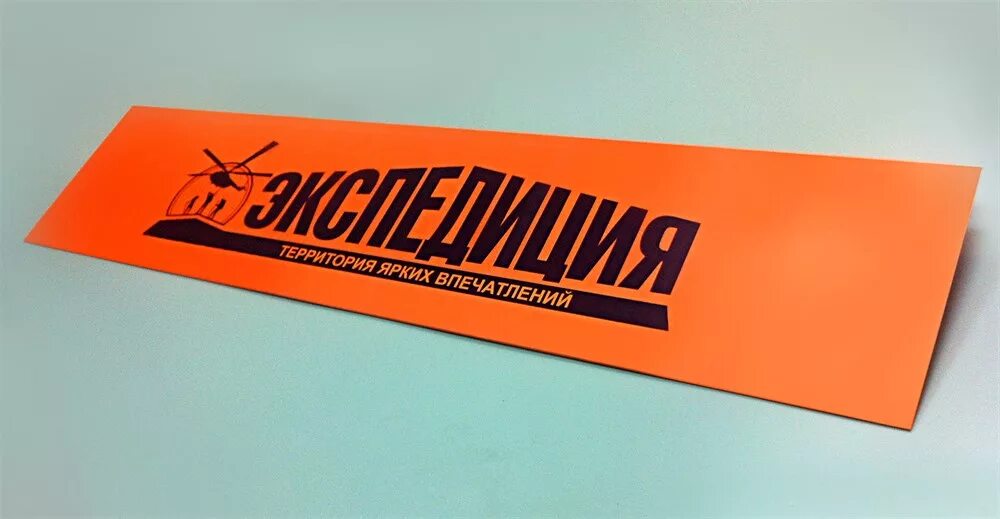 ЭКСПЕДИЦИЯ
ТЕРРИТОРИЯ ЯРКИХ ВПЕЧАТЛЕНИЙ